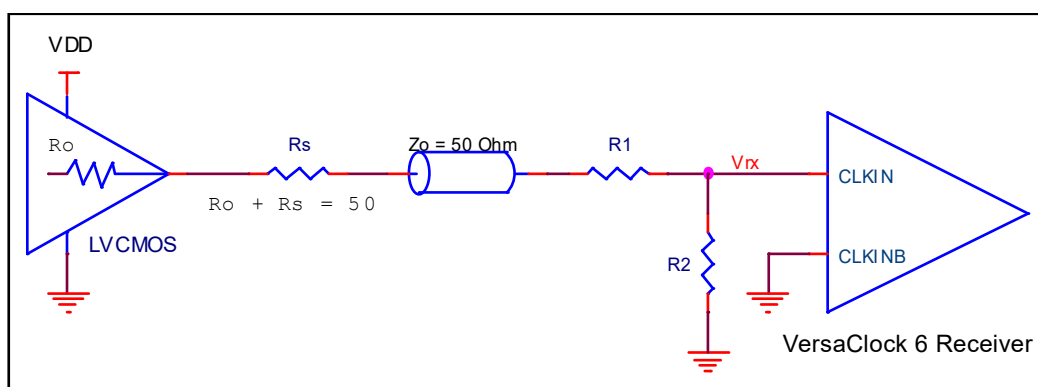 VDD
Ro
Rs
Zo = 50 Ohm
R1
Vrx
CLKIN
Ro + Rs = 50
LVCMOS
R2
CLKINB
VersaClock 6 Receiver